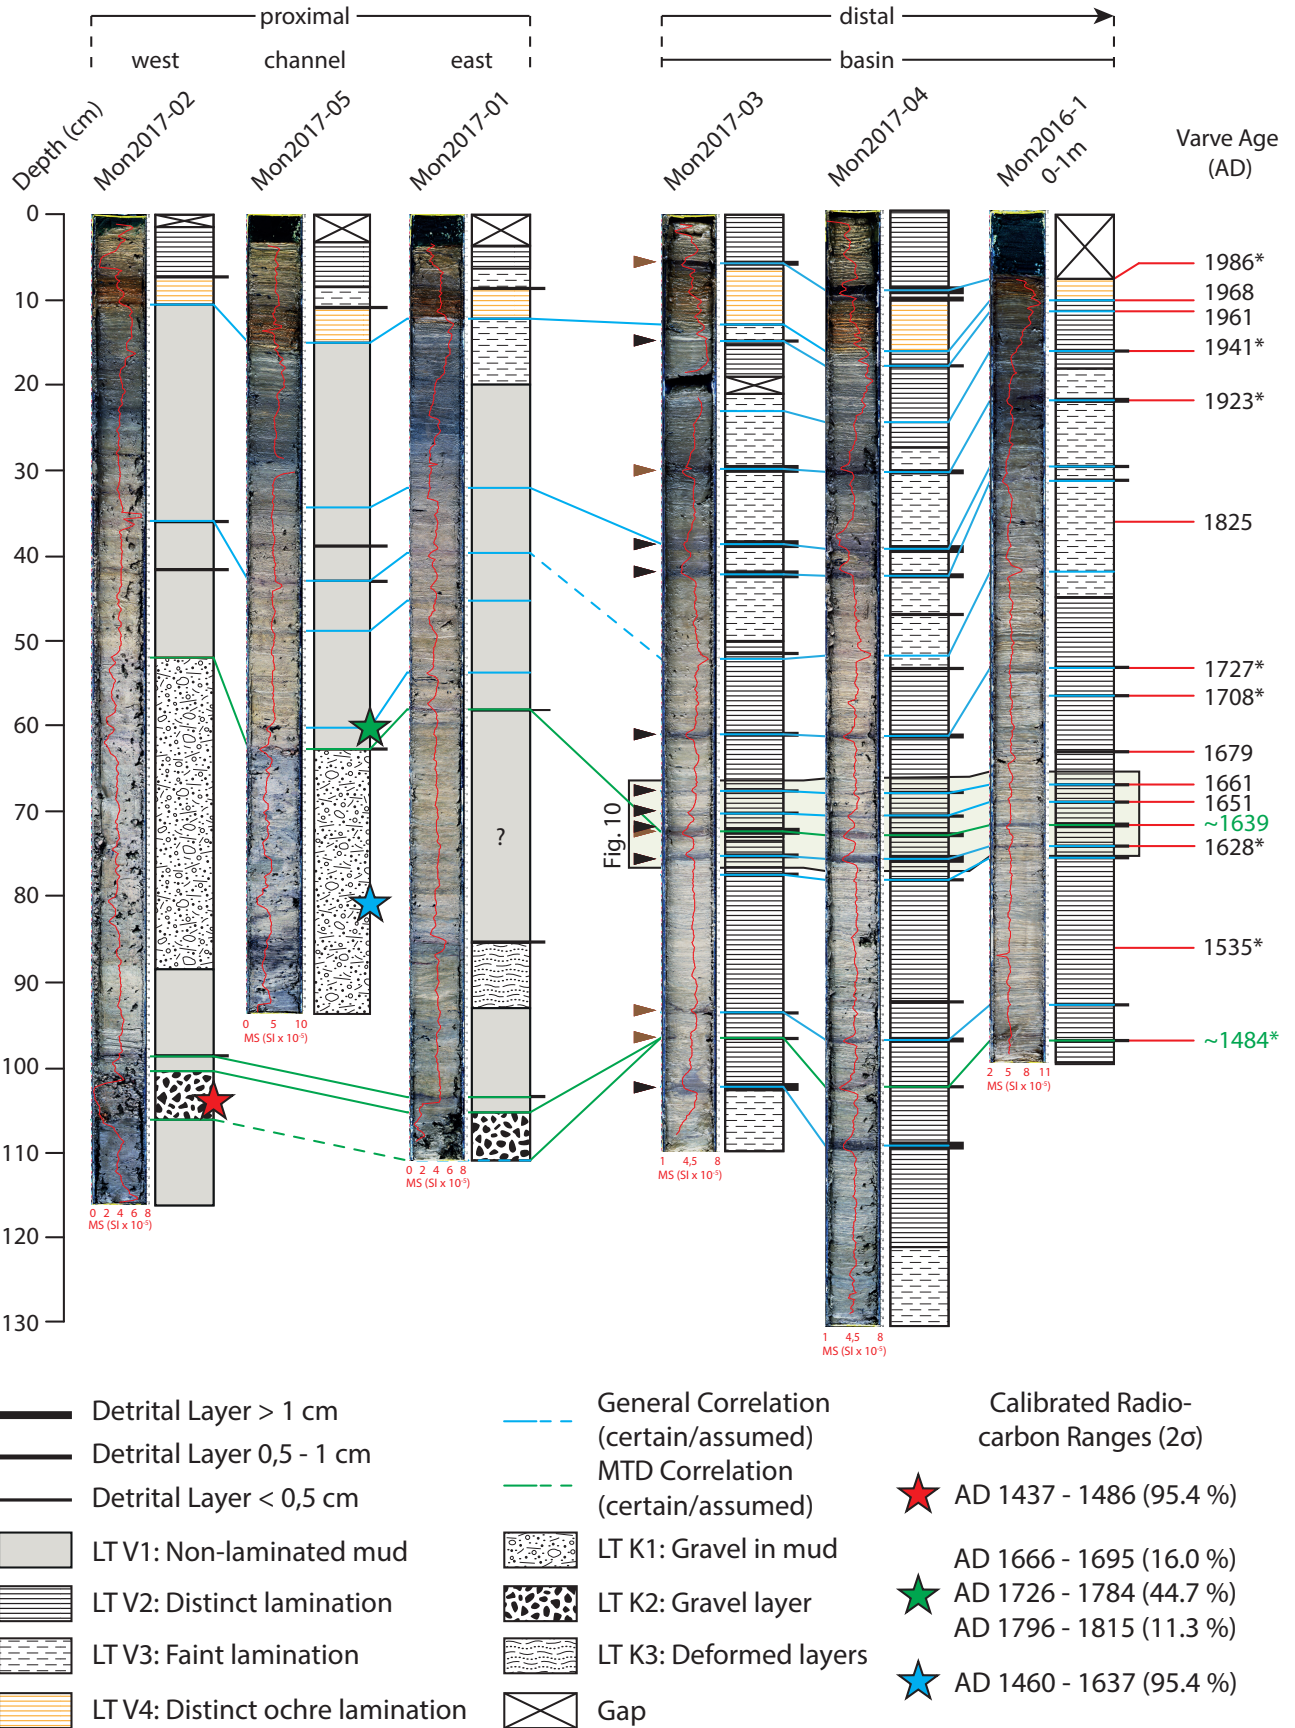 proximal
distal
west
channel
east
basin
Depth (cm)
Mon2017-02
Mon2017-05
Mon2017-01
Mon2017-03
Mon2017-04
Mon2016-1
0-1m
Varve Age
(AD)
0
10
20
30
40
50
60
70
80
90
100
110
120
130
1986*
1968
1961
1941*
1923*
1825
1727*
1708*
1679
1661
1651
~1639
1628*
1535*
~1484*
Fig. 10
?
0 2 4 6 8
MS (SI x 10⁻⁵)
0 5 10
MS (SI x 10⁻⁵)
0 2 4 6 8
MS (SI x 10⁻⁵)
1 4,5 8
MS (SI x 10⁻⁵)
1 4,5 8
MS (SI x 10⁻⁵)
2 5 8 11
MS (SI x 10⁻⁵)
Detrital Layer > 1 cm
Detrital Layer 0,5 - 1 cm
Detrital Layer < 0,5 cm
LT V1: Non-laminated mud
LT V2: Distinct lamination
LT V3: Faint lamination
LT V4: Distinct ochre lamination
General Correlation
(certain/assumed)
MTD Correlation
(certain/assumed)
LT K1: Gravel in mud
LT K2: Gravel layer
LT K3: Deformed layers
Gap
Calibrated Radio-
carbon Ranges (2σ)
AD 1437 - 1486 (95.4 %)
AD 1666 - 1695 (16.0 %)
AD 1726 - 1784 (44.7 %)
AD 1796 - 1815 (11.3 %)
AD 1460 - 1637 (95.4 %)